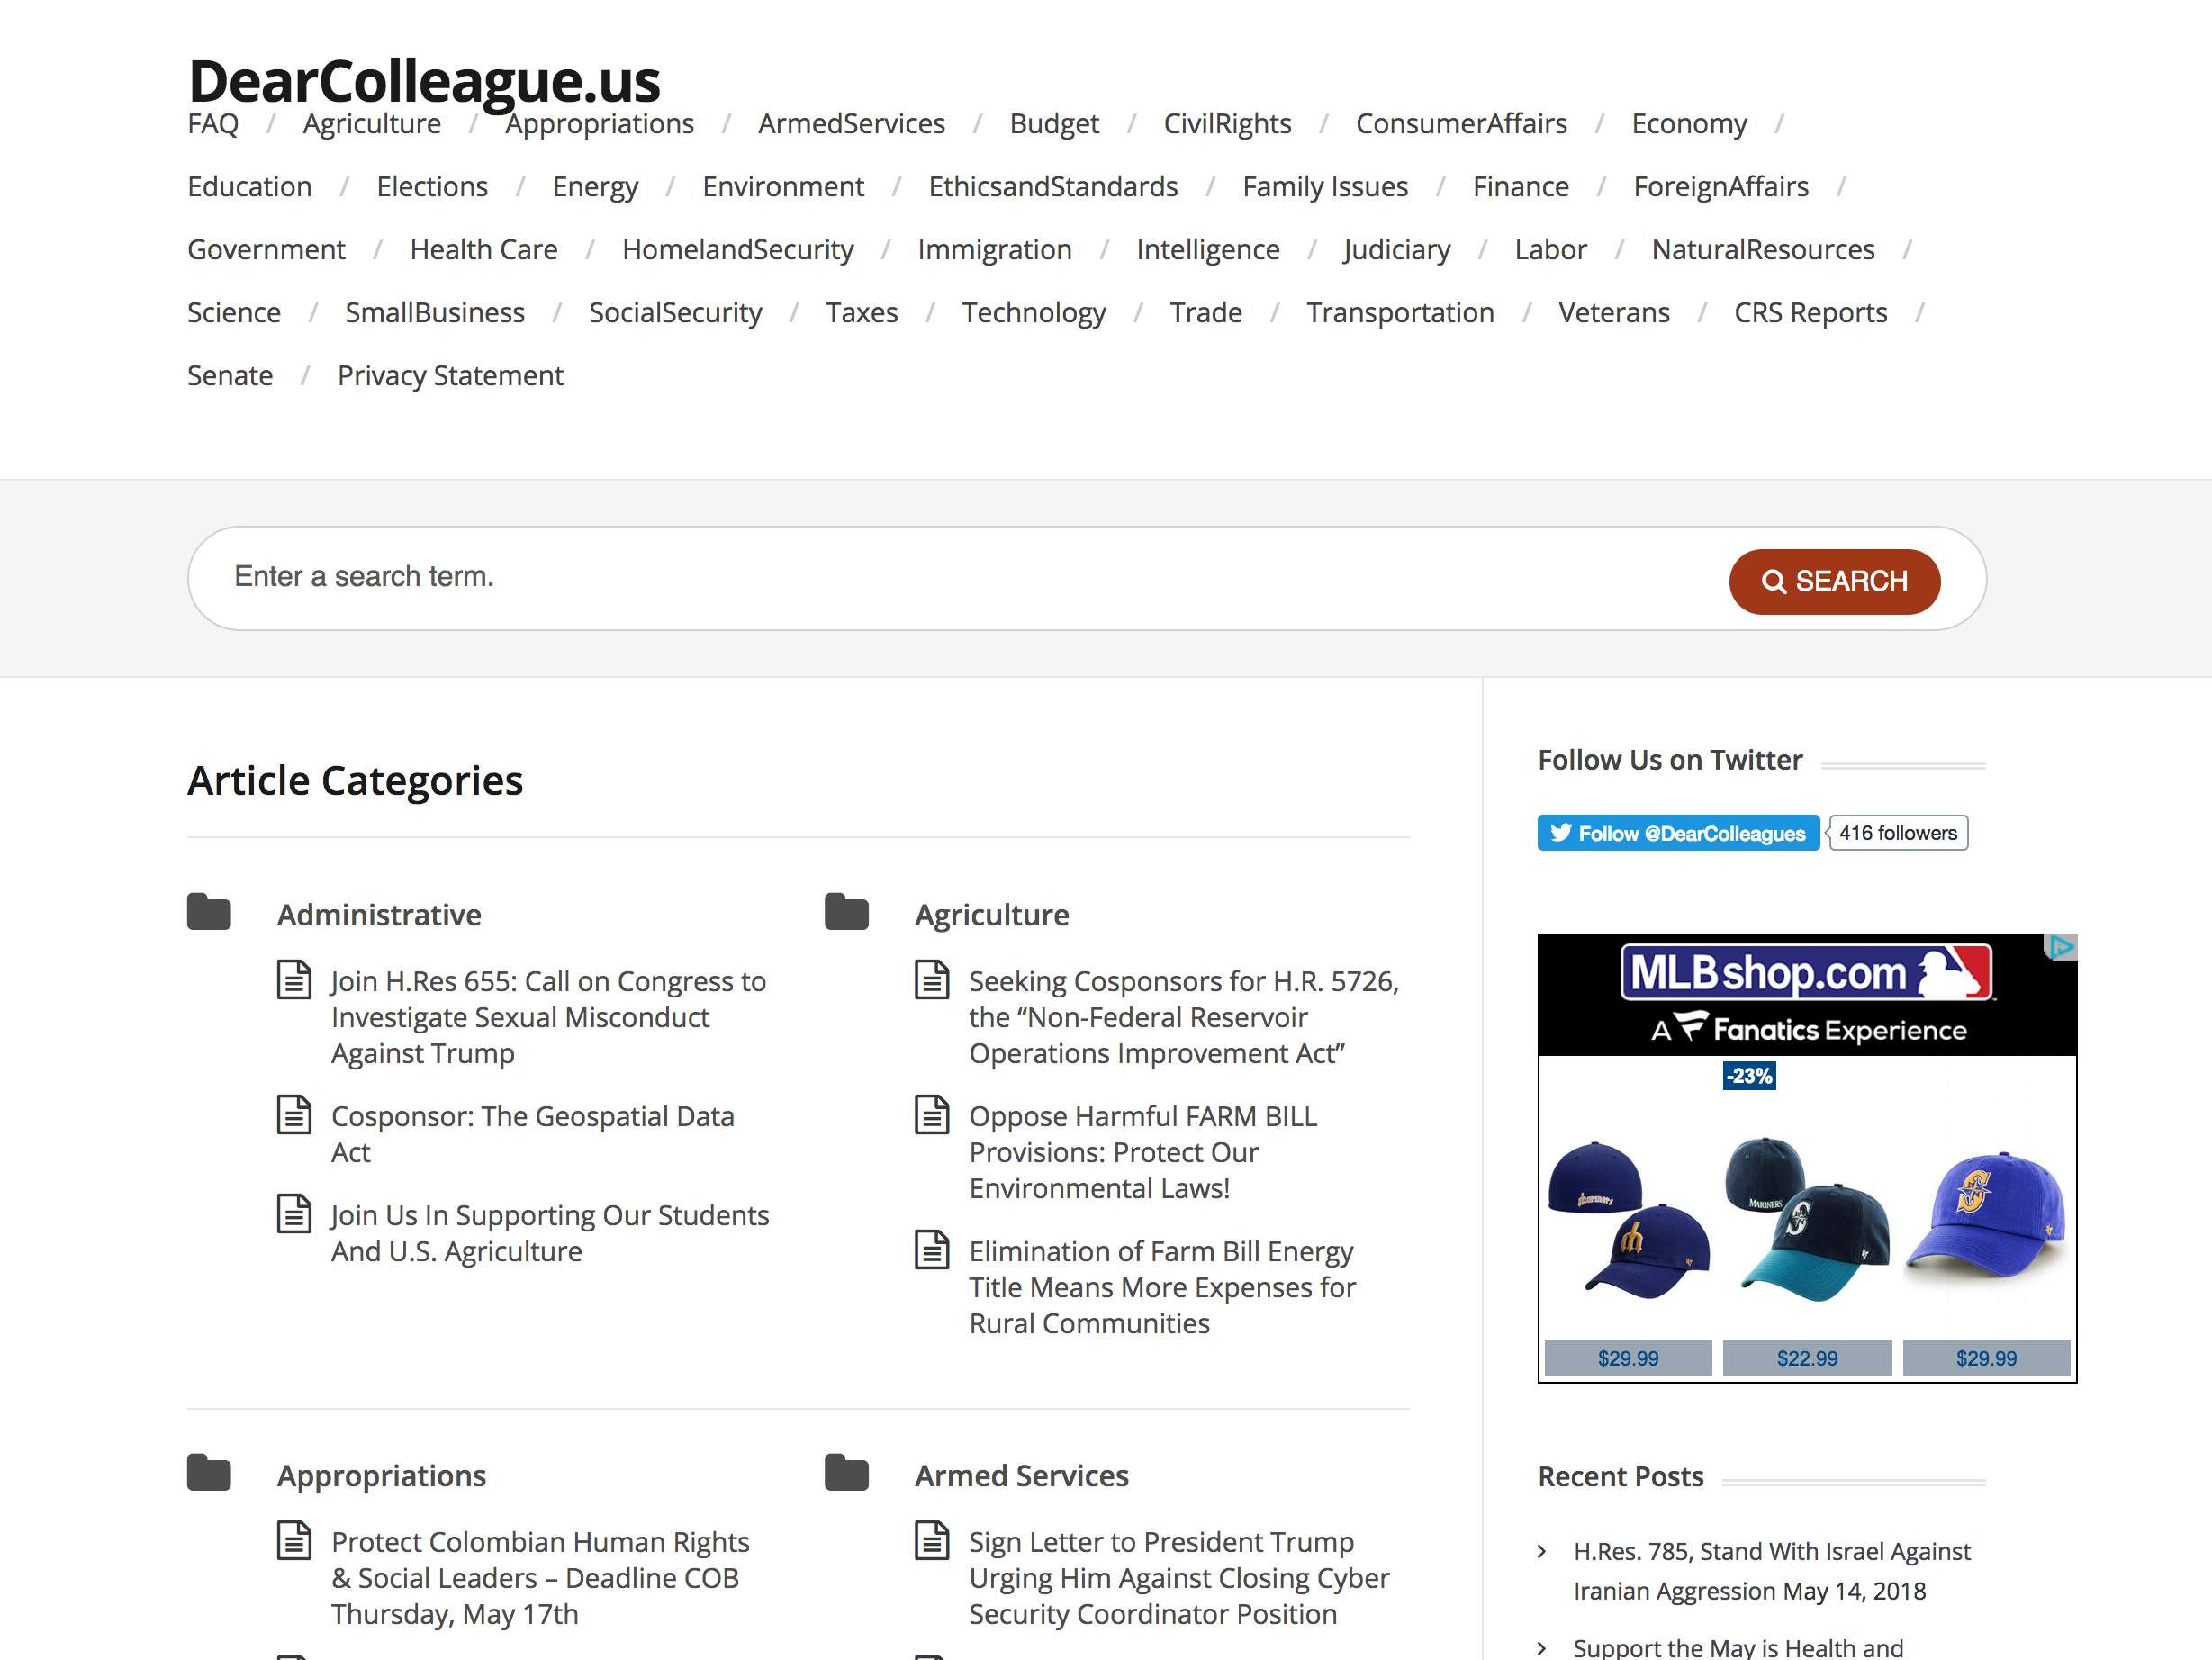 DearColleague.us
FAQ / Agriculture / Appropriations / ArmedServices / Budget / CivilRights / ConsumerAffairs / Economy /
Education / Elections / Energy / Environment / EthicsandStandards / Family Issues / Finance / ForeignAffairs /
Government / Health Care / HomelandSecurity / Immigration / Intelligence / Judiciary / Labor / NaturalResources /
Science / SmallBusiness / SocialSecurity / Taxes / Technology / Trade / Transportation / Veterans / CRS Reports /
Senate / Privacy Statement
Enter a search term.
SEARCH
Article Categories
Administrative
Join H.Res 655: Call on Congress to
Investigate Sexual Misconduct
Against Trump
Cosponsor: The Geospatial Data
Act
Join Us In Supporting Our Students
And U.S. Agriculture
Agriculture
Seeking Cosponsors for H.R. 5726,
the “Non-Federal Reservoir
Operations Improvement Act”
Oppose Harmful FARM BILL
Provisions: Protect Our
Environmental Laws!
Elimination of Farm Bill Energy
Title Means More Expenses for
Rural Communities
Appropriations
Protect Colombian Human Rights
& Social Leaders – Deadline COB
Thursday, May 17th
Armed Services
Sign Letter to President Trump
Urging Him Against Closing Cyber
Security Coordinator Position
Follow Us on Twitter
Follow @DearColleagues
416 followers
MLBshop.com
A Fanatics Experience
-23%
Mariners
MARINERS
S
S
$29.99
$22.99
$29.99
Recent Posts
H.Res. 785, Stand With Israel Against
Iranian Aggression May 14, 2018
Support the May is Health and